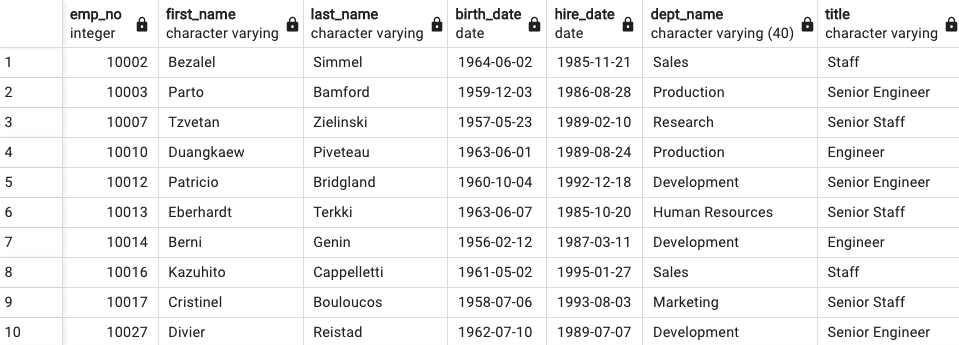 emp_no first_name last_name birth_date hire_date dept_name title
integer character varying character varying date date character varying (40) character varying
1 10002 Bezalel Simmel 1964-06-02 1985-11-21 Sales Staff
2 10003 Parto Bamford 1959-12-03 1986-08-28 Production Senior Engineer
3 10007 Tzvetan Zielinski 1957-05-23 1989-02-10 Research Senior Staff
4 10010 Duangkaew Piveteau 1963-06-01 1989-08-24 Production Engineer
5 10012 Patricio Bridgland 1960-10-04 1992-12-18 Development Senior Engineer
6 10013 Eberhardt Terkki 1963-06-07 1985-10-20 Human Resources Senior Staff
7 10014 Berni Genin 1956-02-12 1987-03-11 Development Engineer
8 10016 Kazuhito Cappelletti 1961-05-02 1995-01-27 Sales Staff
9 10017 Cristinel Bouloucos 1958-07-06 1993-08-03 Marketing Senior Staff
10 10027 Divier Reistad 1962-07-10 1989-07-07 Development Senior Engineer